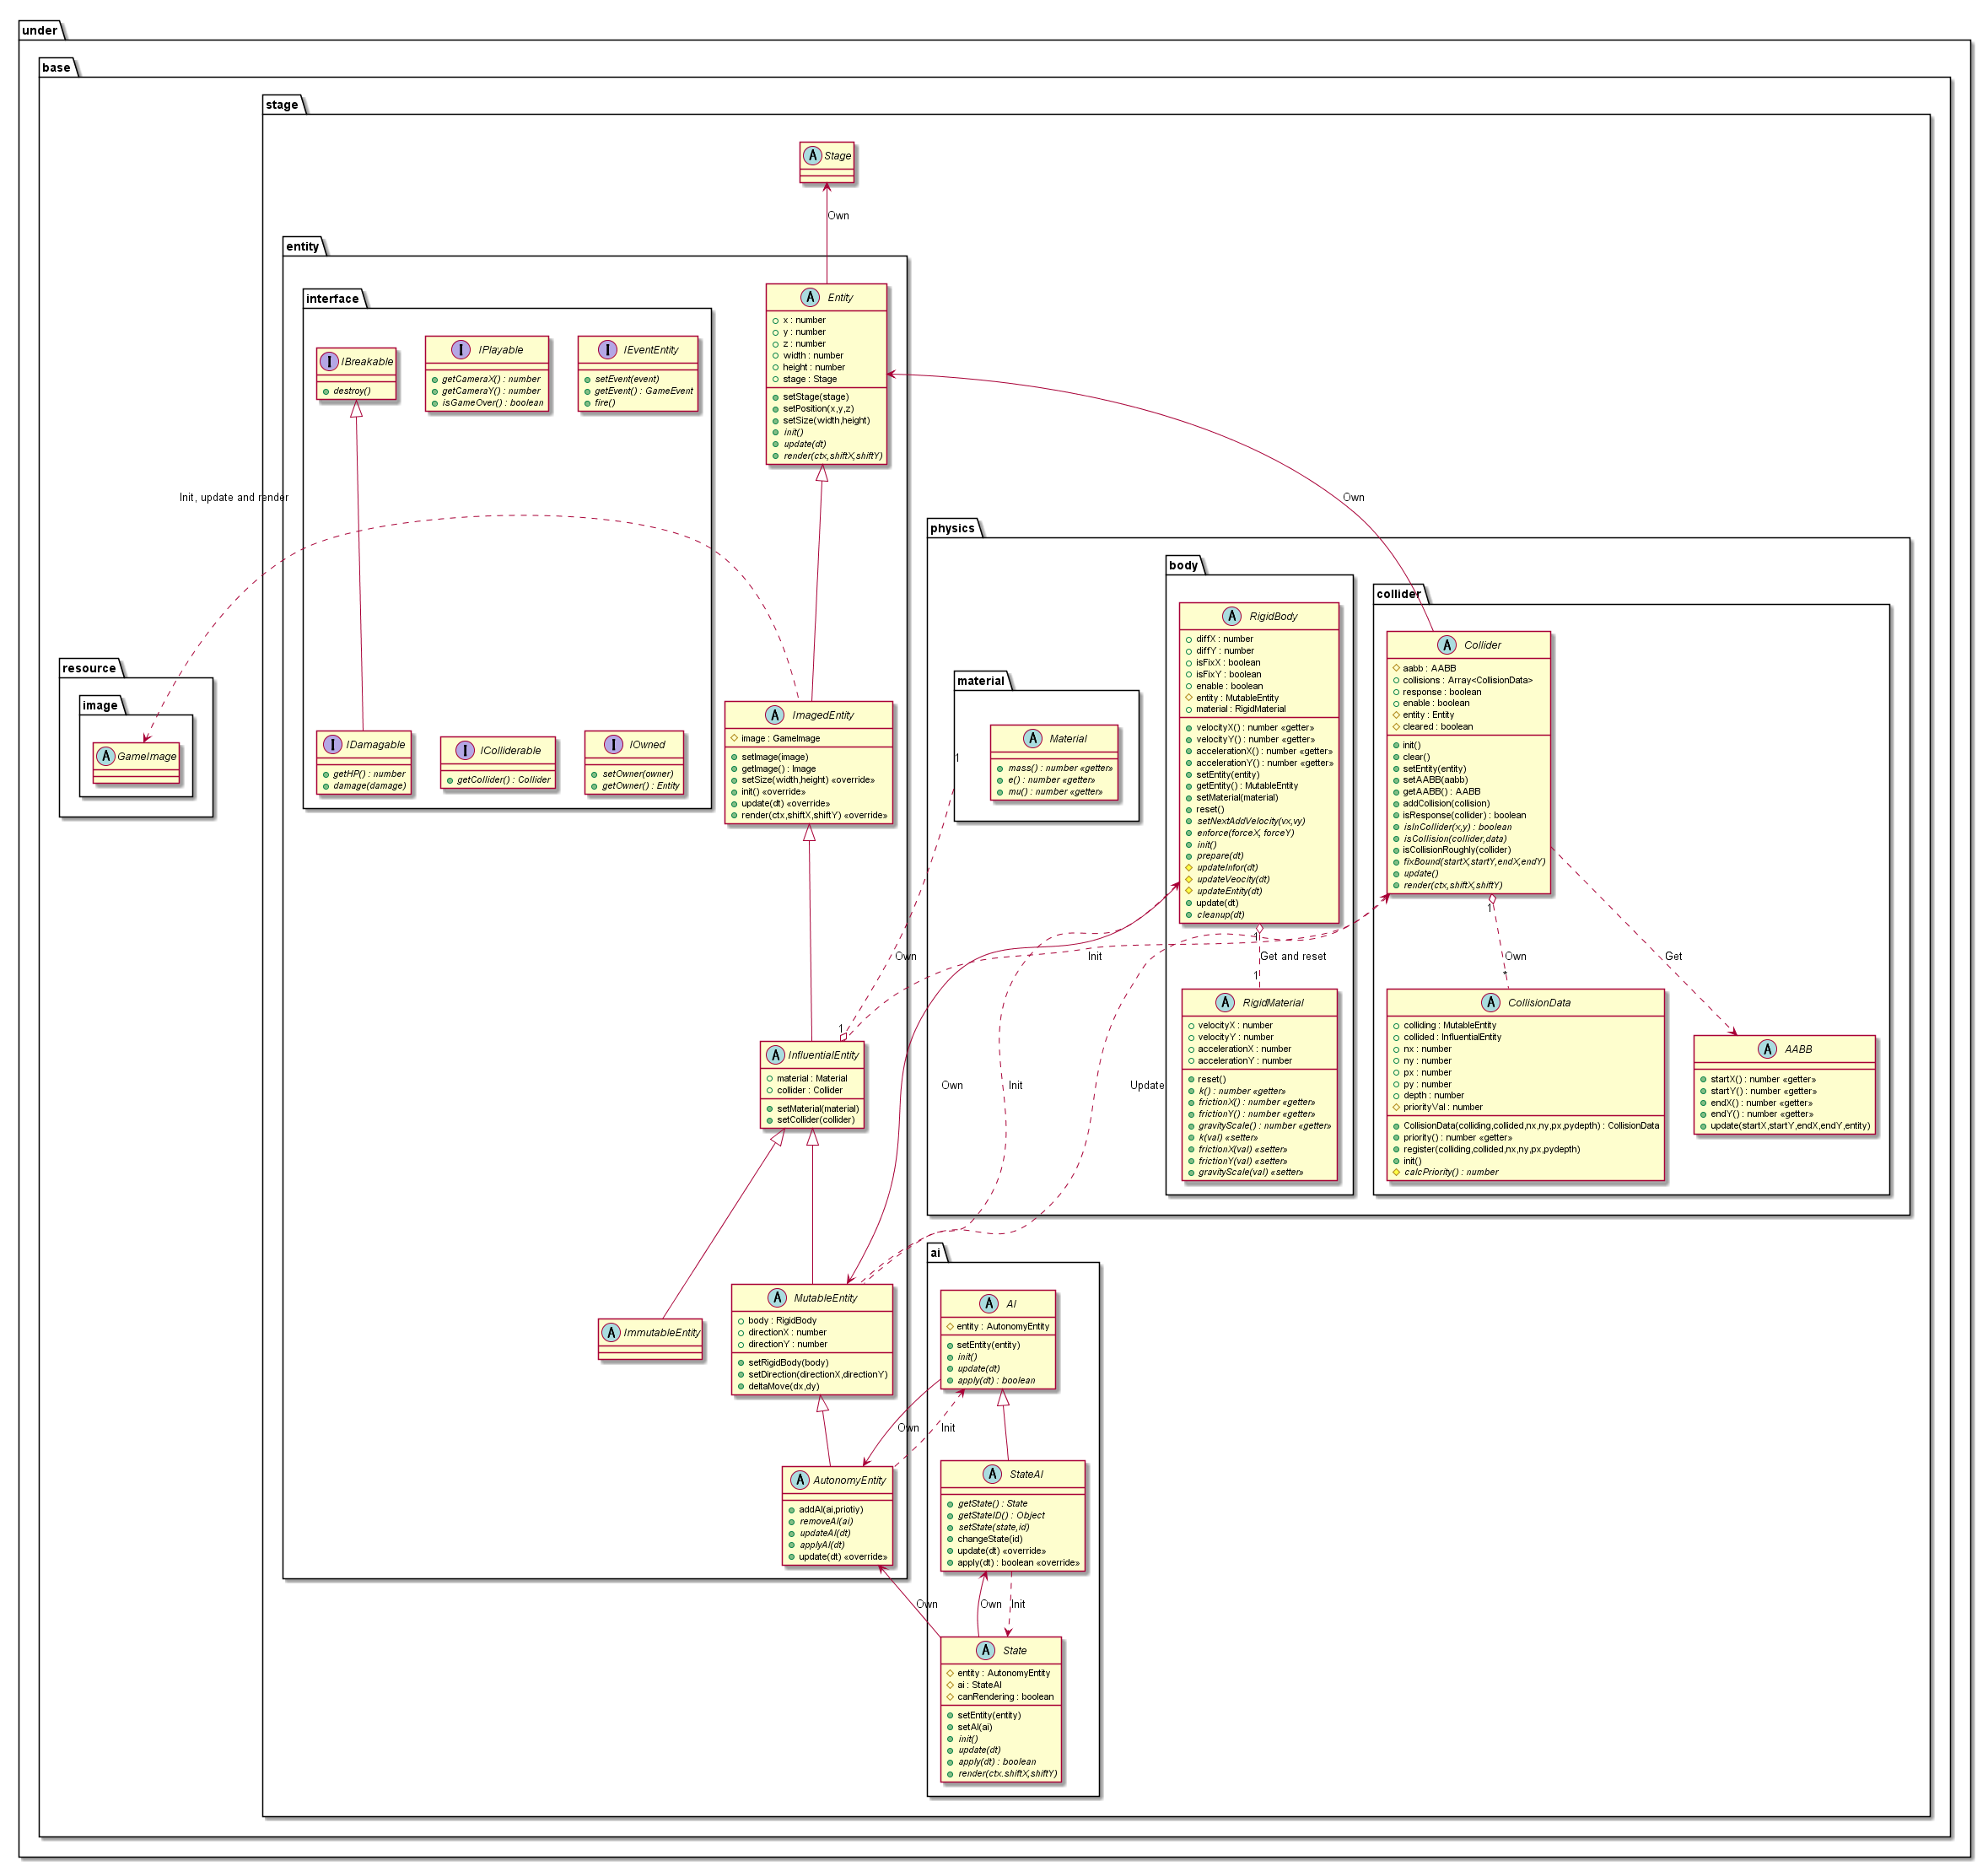 under
base
stage
A Stage
Own
entity
interface
I IBreakable
destroy()
I IPlayable
getCameraX() : number
getCameraY() : number
isGameOver() : boolean
I IEventEntity
setEvent(event)
getEvent() : GameEvent
fire()
A Entity
x : number
y : number
z : number
width : number
height : number
stage : Stage
setStage(stage)
setPosition(x,y,z)
setSize(width,height)
init()
update(dt)
render(ctx,shiftX,shiftY)
Init, update and render
Own
resource
image
A GameImage
I IDamagable
getHP() : number
damage(damage)
I IColliderable
getCollider() : Collider
I IOwned
setOwner(owner)
getOwner() : Entity
A ImagedEntity
image : GameImage
setImage(image)
getImage() : Image
setSize(width,height) «override»
init() «override»
update(dt) «override»
render(ctx,shiftX,shiftY) «override»
physics
material
A Material
mass() : number «getter»
e() : number «getter»
mu() : number «getter»
1
body
A RigidBody
diffX : number
diffY : number
isFixX : boolean
isFixY : boolean
enable : boolean
entity : MutableEntity
material : RigidMaterial
velocityX() : number «getter»
velocityY() : number «getter»
accelerationX() : number «getter»
accelerationY() : number «getter»
setEntity(entity)
getEntity() : MutableEntity
setMaterial(material)
reset()
setNextAddVelocity(vx,vy)
enforce(forceX, forceY)
init()
prepare(dt)
updateInfor(dt)
updateVeocity(dt)
updateEntity(dt)
update(dt)
cleanup(dt)
collider
A Collider
aabb : AABB
collisions : Array<CollisionData>
response : boolean
enable : boolean
entity : Entity
cleared : boolean
init()
clear()
setEntity(entity)
setAABB(aabb)
getAABB() : AABB
addCollision(collision)
isResponse(collider) : boolean
isInCollider(x,y) : boolean
isCollision(collider,data)
isCollisionRoughly(collider)
fixBound(startX,startY,endX,endY)
update()
render(ctx,shiftX,shiftY)
1
1
Own
Init
Get and reset
Own
Get
1
*
1
A InfluentialEntity
material : Material
collider : Collider
setMaterial(material)
setCollider(collider)
A RigidMaterial
velocityX : number
velocityY : number
accelerationX : number
accelerationY : number
reset()
k() : number «getter»
frictionX() : number «getter»
frictionY() : number «getter»
gravityScale() : number «getter»
k(val) «setter»
frictionX(val) «setter»
frictionY(val) «setter»
gravityScale(val) «setter»
A CollisionData
colliding : MutableEntity
collided : InfluentialEntity
nx : number
ny : number
px : number
py : number
depth : number
priorityVal : number
CollisionData(colliding,collided,nx,ny,px,pydepth) : CollisionData
priority() : number «getter»
register(colliding,collided,nx,ny,px,pydepth)
init()
calcPriority() : number
A AABB
startX() : number «getter»
startY() : number «getter»
endX() : number «getter»
endY() : number «getter»
update(startX,startY,endX,endY,entity)
Own
Init
Update
A ImmutableEntity
A MutableEntity
body : RigidBody
directionX : number
directionY : number
setRigidBody(body)
setDirection(directionX,directionY)
deltaMove(dx,dy)
ai
A AI
entity : AutonomyEntity
setEntity(entity)
init()
update(dt)
apply(dt) : boolean
Own
Init
A AutonomyEntity
addAI(ai,priotiy)
removeAI(ai)
updateAI(dt)
applyAI(dt)
update(dt) «override»
A StateAI
getState() : State
getStateID() : Object
setState(state,id)
changeState(id)
update(dt) «override»
apply(dt) : boolean «override»
Own
Own
Init
A State
entity : AutonomyEntity
ai : StateAI
canRendering : boolean
setEntity(entity)
setAI(ai)
init()
update(dt)
apply(dt) : boolean
render(ctx.shiftX,shiftY)